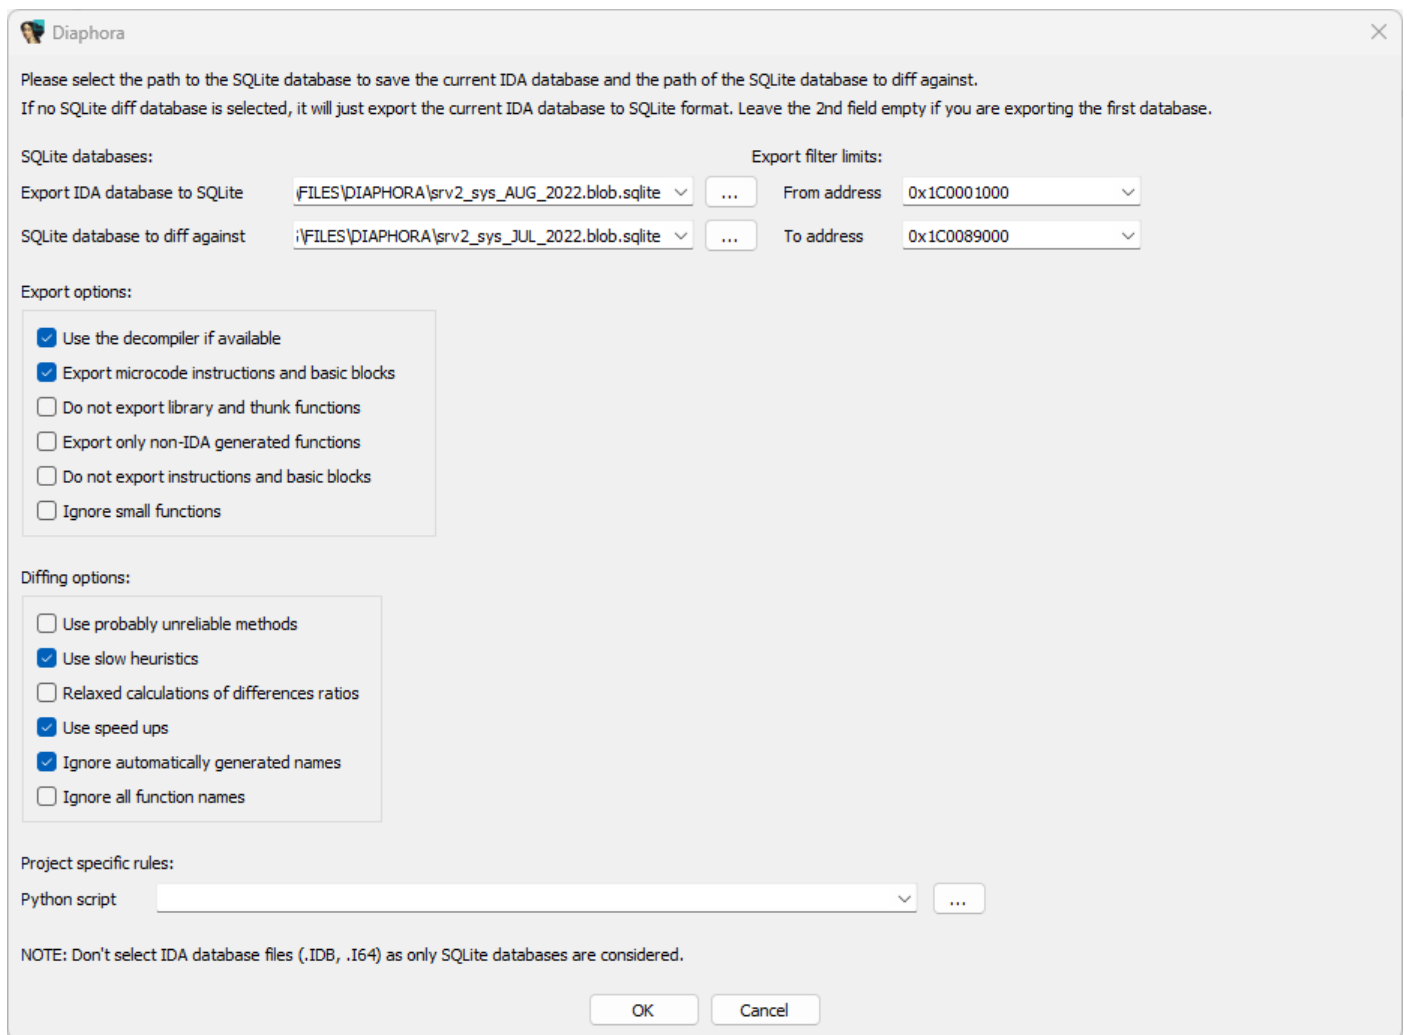 Diaphora
Please select the path to the SQLite database to save the current IDA database and the path of the SQLite database to diff against.
If no SQLite diff database is selected, it will just export the current IDA database to SQLite format. Leave the 2nd field empty if you are exporting the first database.
SQLite databases: Export filter limits:
Export IDA database to SQLite \FILES\DIAPHORA\srv2_sys_AUG_2022.blob.sqlite ... From address 0x1C0001000
SQLite database to diff against ;\FILES\DIAPHORA\srv2_sys_JUL_2022.blob.sqlite ... To address 0x1C0089000
Export options:
Use the decompiler if available
Export microcode instructions and basic blocks
Do not export library and thunk functions
Export only non-IDA generated functions
Do not export instructions and basic blocks
Ignore small functions
Diffing options:
Use probably unreliable methods
Use slow heuristics
Relaxed calculations of differences ratios
Use speed ups
Ignore automatically generated names
Ignore all function names
Project specific rules:
Python script ...
NOTE: Don't select IDA database files (.IDB, .I64) as only SQLite databases are considered.
OK Cancel